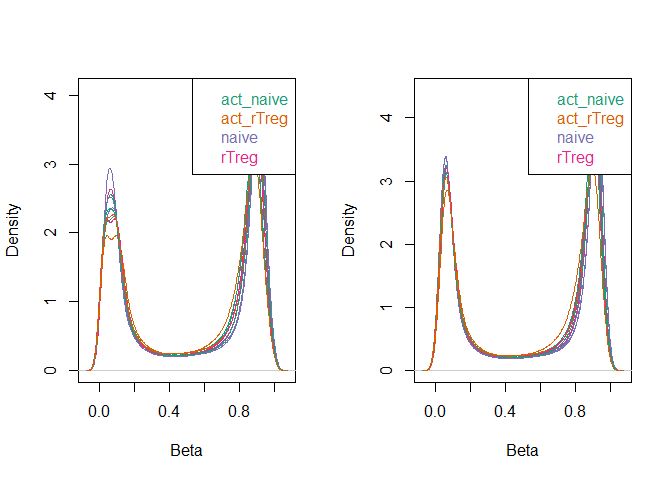 act_naive
act_rTreg
naive
rTreg
Density
0 1 2 3 4
0.0 0.4 0.8
Beta
act_naive
act_rTreg
naive
rTreg
Density
0 1 2 3 4
0.0 0.4 0.8
Beta